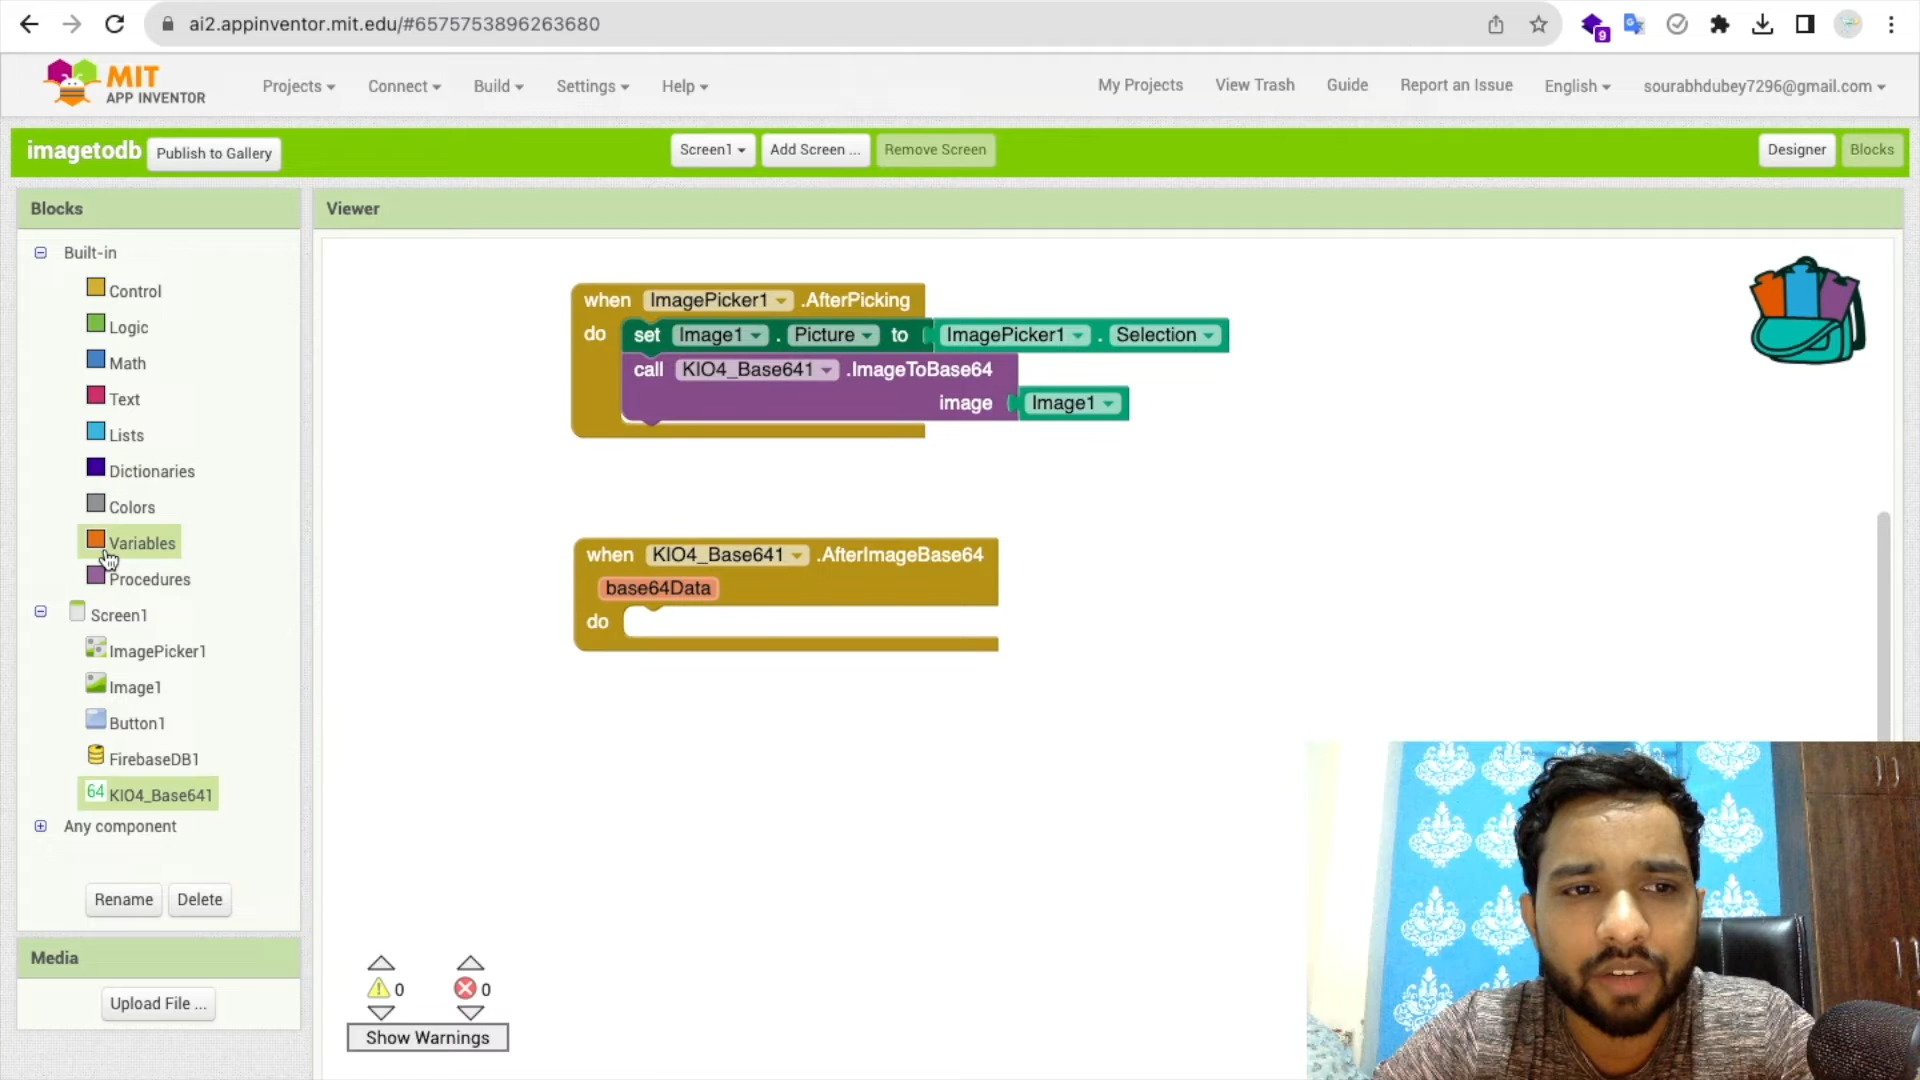 ai2.appinventor.mit.edu/#6575753896263680
9
MIT
APP INVENTOR
Projects
Connect
Build
Settings
Help
My Projects
View Trash
Guide
Report an Issue
English
sourabhdubey7296@gmail.com
imagetodb
Publish to Gallery
Screen1
Add Screen ...
Remove Screen
Designer
Blocks
Blocks
Viewer
Built-in
Control
Logic
Math
Text
Lists
Dictionaries
Colors
Variables
Procedures
Screen1
ImagePicker1
Image1
Button1
FirebaseDB1
64 KIO4_Base641
Any component
Rename
Delete
Media
Upload File ...
when ImagePicker1 .AfterPicking
do set Image1 . Picture to ImagePicker1 . Selection
call KIO4_Base641 .ImageToBase64
image Image1
when KIO4_Base641 .AfterImageBase64
base64Data
do
0
0
Show Warnings